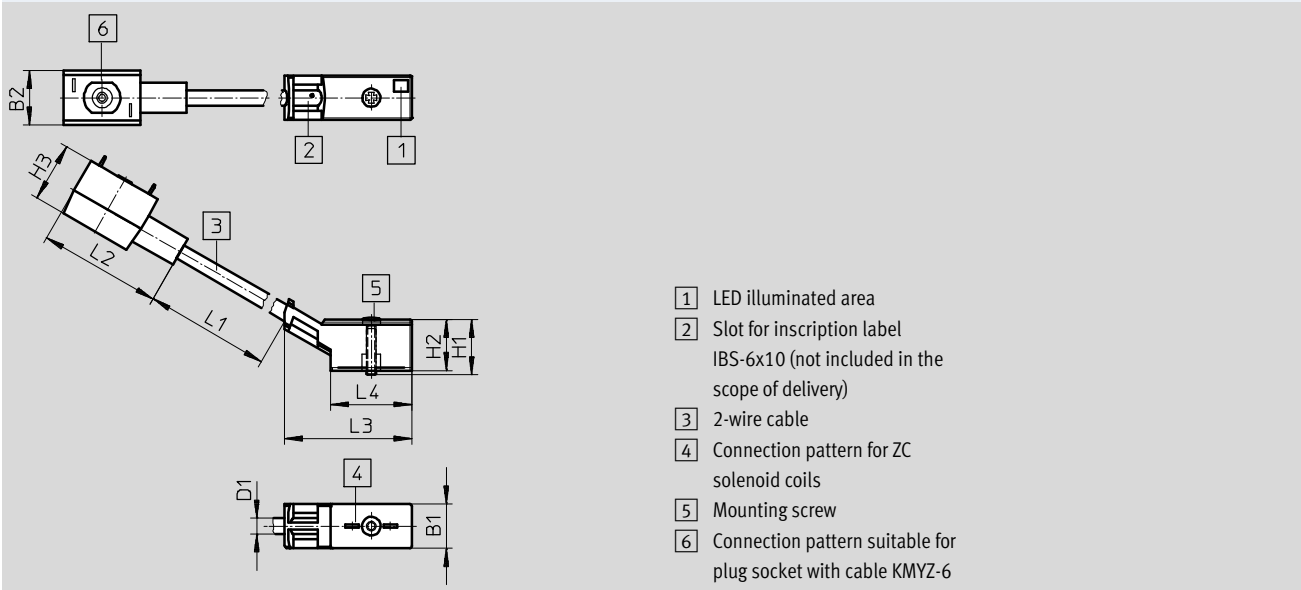 6
B2
2
1
H3
3
L2
L1
5
H2
H1
L4
L3
4
D1
B1
1 LED illuminated area
2 Slot for inscription label
IBS-6x10 (not included in the
scope of delivery)
3 2-wire cable
4 Connection pattern for ZC
solenoid coils
5 Mounting screw
6 Connection pattern suitable for
plug socket with cable KMYZ-6